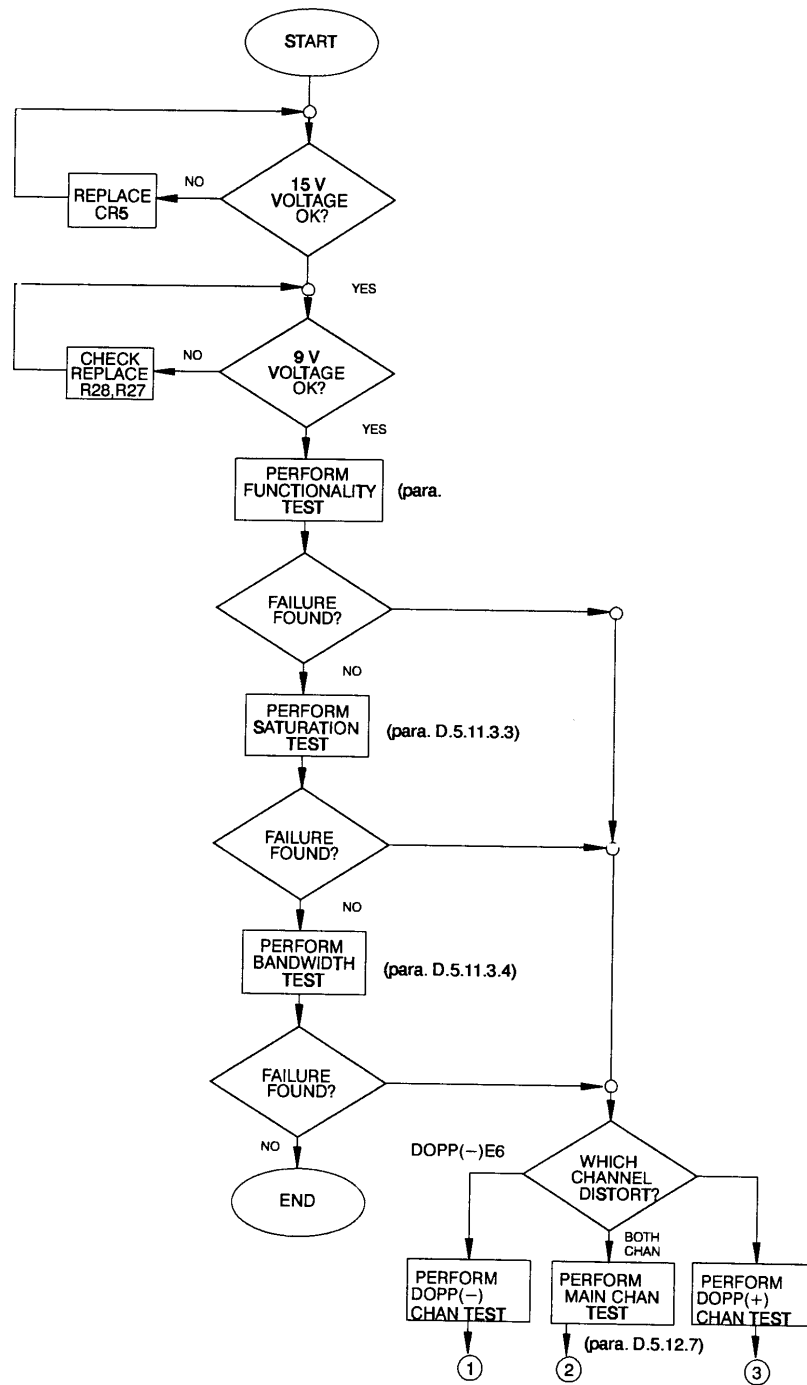 START
15 V
VOLTAGE
OK?
NO
REPLACE
CR5
YES
9 V
VOLTAGE
OK?
NO
CHECK
REPLACE
R28,R27
YES
PERFORM
FUNCTIONALITY
TEST
(para.
FAILURE
FOUND?
NO
PERFORM
SATURATION
TEST
(para. D.5.11.3.3)
FAILURE
FOUND?
NO
PERFORM
BANDWIDTH
TEST
(para. D.5.11.3.4)
FAILURE
FOUND?
NO
END
DOPP(−)E6
WHICH
CHANNEL
DISTORT?
BOTH
CHAN
PERFORM
DOPP(−)
CHAN TEST
PERFORM
MAIN CHAN
TEST
PERFORM
DOPP(+)
CHAN TEST
(para. D.5.12.7)
1
2
3